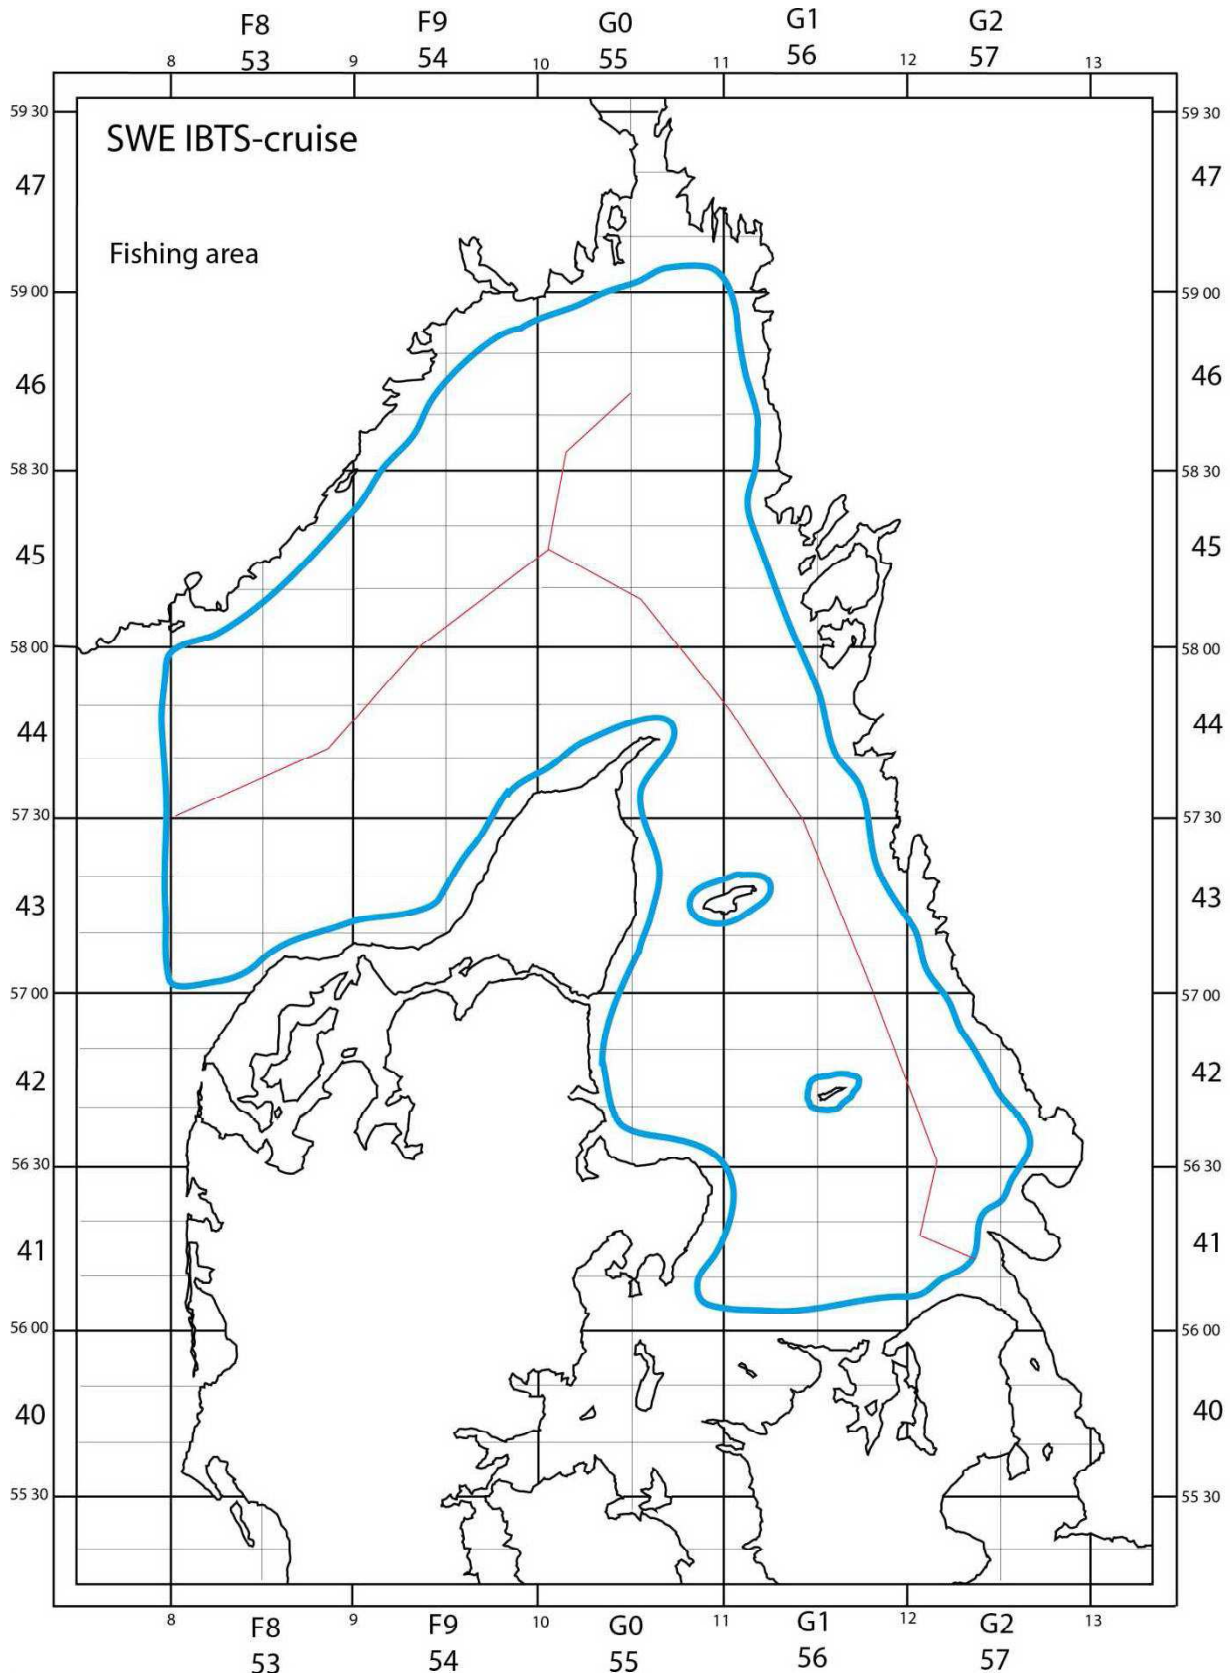 F8 F9 G0 G1 G2
53 54 55 56 57
8 9 10 11 12 13
59 30 59 30
SWE IBTS-cruise
47 47
Fishing area
59 00 59 00
46 46
58 30 58 30
45 45
58 00 58 00
44 44
57 30 57 30
43 43
57 00 57 00
42 42
56 30 56 30
41 41
56 00 56 00
40 40
55 30 55 30
8 9 10 11 12 13
F8 F9 G0 G1 G2
53 54 55 56 57